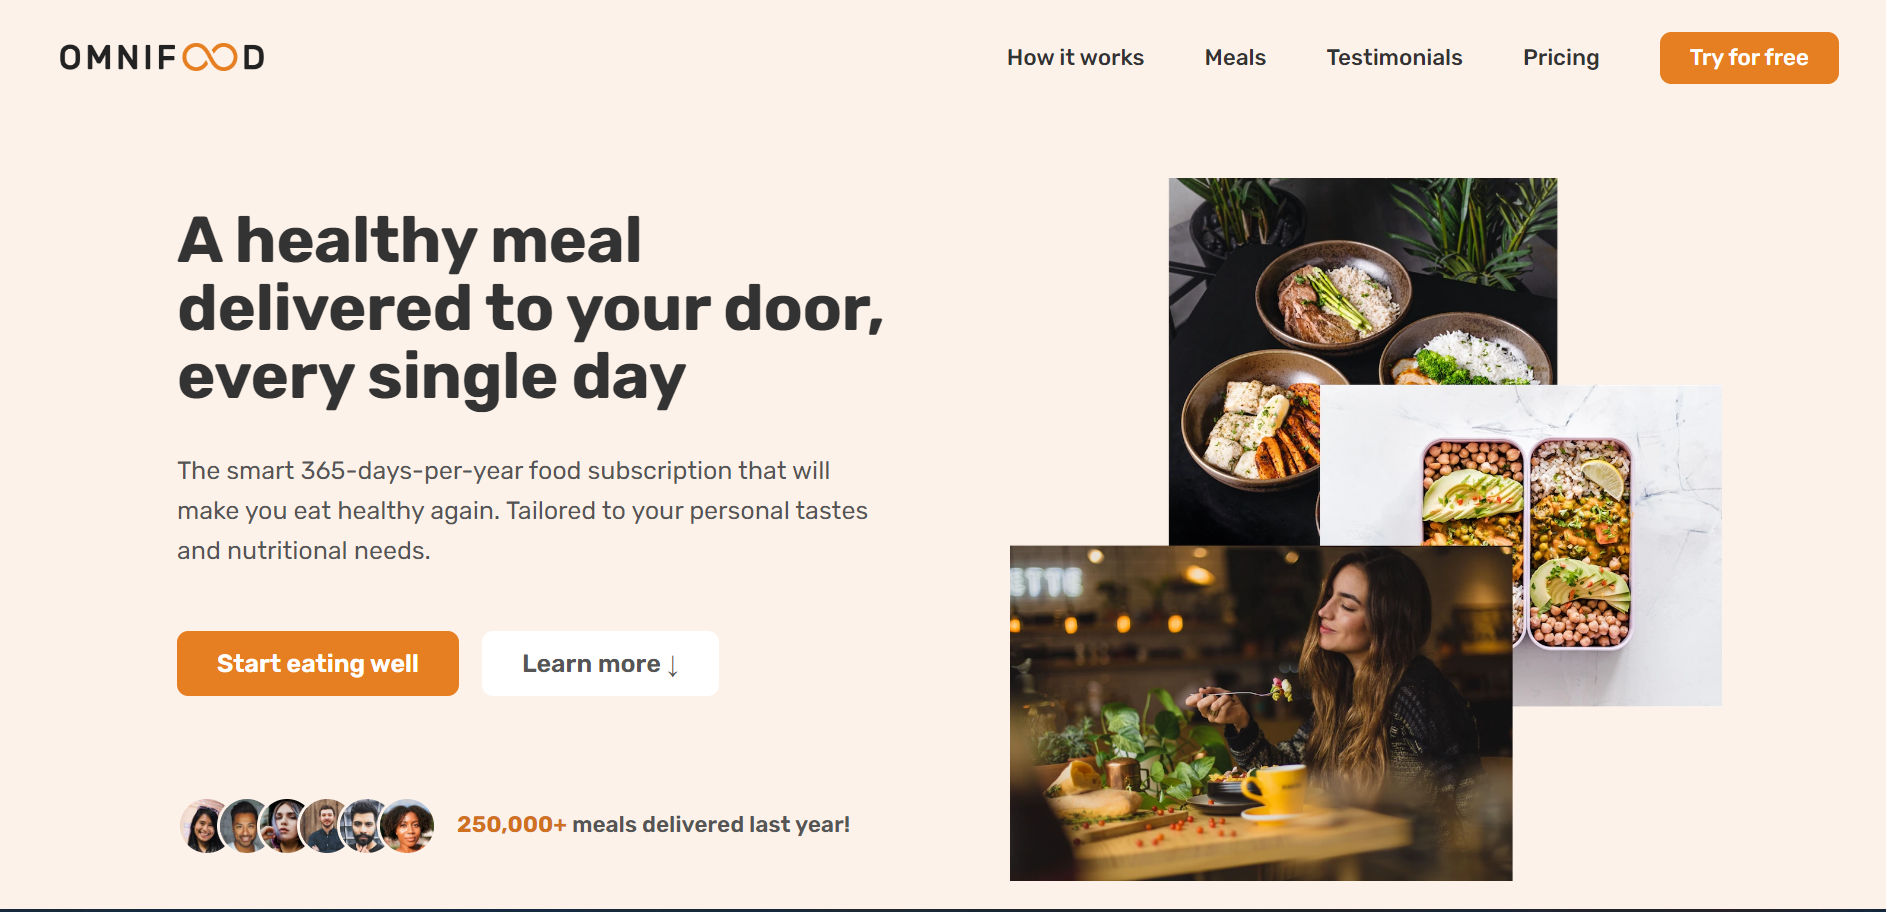 OMNIFOOD
How it works
Meals
Testimonials
Pricing
Try for free
A healthy meal
delivered to your door,
every single day
The smart 365-days-per-year food subscription that will
make you eat healthy again. Tailored to your personal tastes
and nutritional needs.
Start eating well
Learn more ↓
250,000+ meals delivered last year!
ETTE